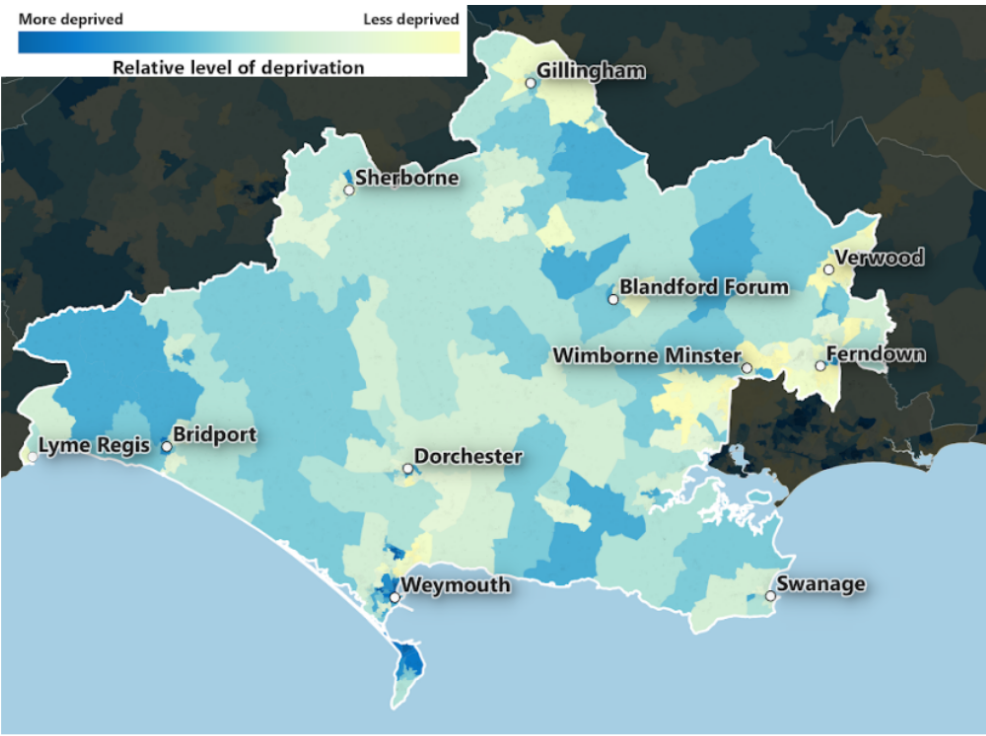 More deprived
Less deprived
Relative level of deprivation
Gillingham
Sherborne
Verwood
Blandford Forum
Wimborne Minster
Ferndown
Lyme Regis
Bridport
Dorchester
Weymouth
Swanage